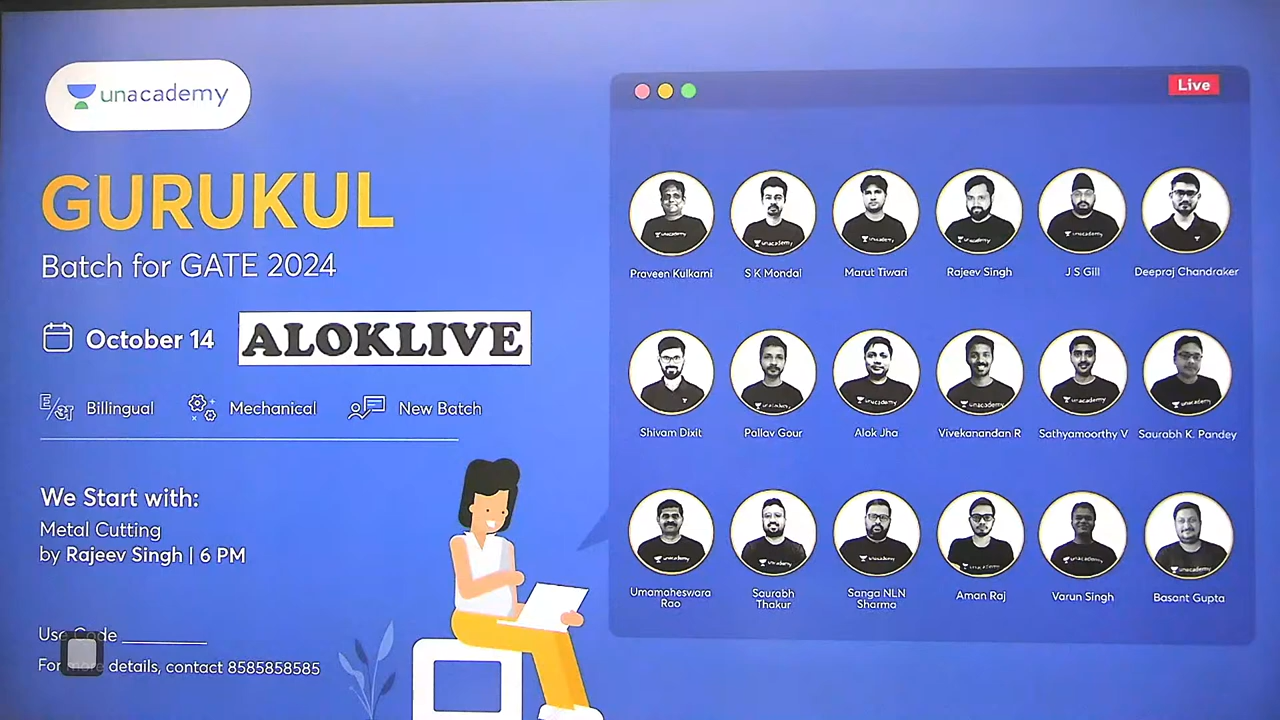 unacademy
GURUKUL
Batch for GATE 2024
October 14
ALOKLIVE
Billingual
Mechanical
New Batch
We Start with:
Metal Cutting
by Rajeev Singh | 6 PM
Use Code
For more details, contact 8585858585
Live
Praveen Kulkarni
S K Mondal
Marut Tiwari
Rajeev Singh
J S Gill
Deepraj Chandraker
Shivam Dixit
Pallav Gour
Alok Jha
Vivekanandan R
Sathyamoorthy V
Saurabh K. Pandey
Umamaheswara
Rao
Saurabh
Thakur
Sanga NLN
Sharma
Aman Raj
Varun Singh
Basant Gupta